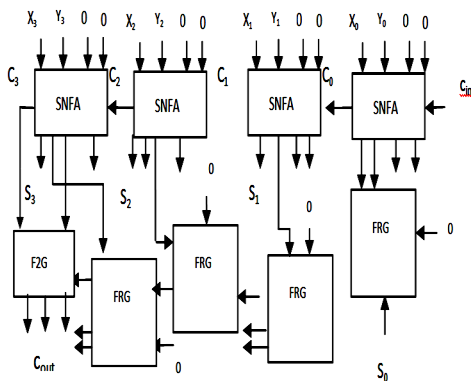 X3 Y3 0 0 X2 Y2 0 0 X1 Y1 0 0 X0 Y0 0 0
C3 C2 C1 C0 Cin
SNFA SNFA SNFA SNFA
0
S3 S2 S1 0
F2G FRG FRG FRG FRG 0
Cout 0 S0